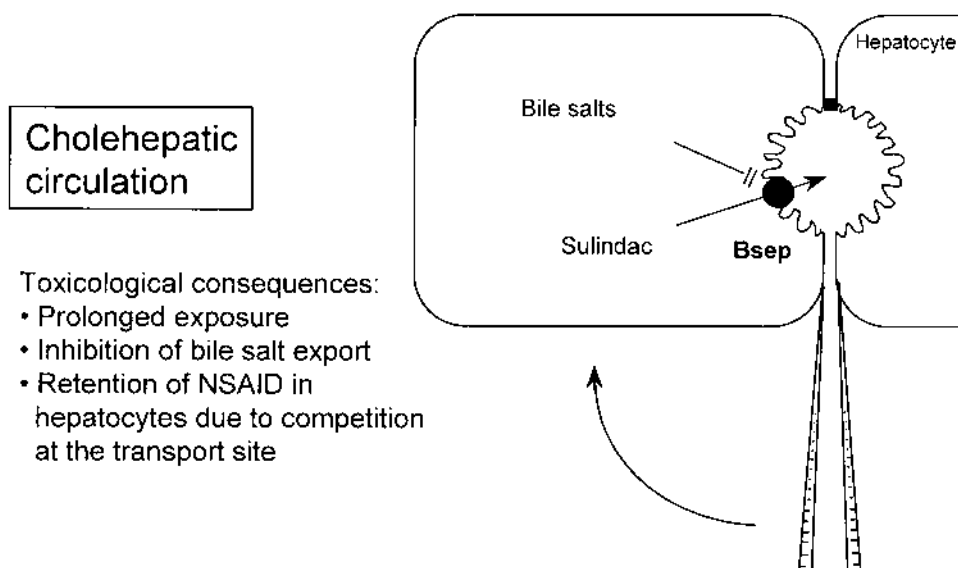 Cholehepatic
circulation
Toxicological consequences:
• Prolonged exposure
• Inhibition of bile salt export
• Retention of NSAID in
hepatocytes due to competition
at the transport site
Hepatocyte
Bile salts
Sulindac
Bsep